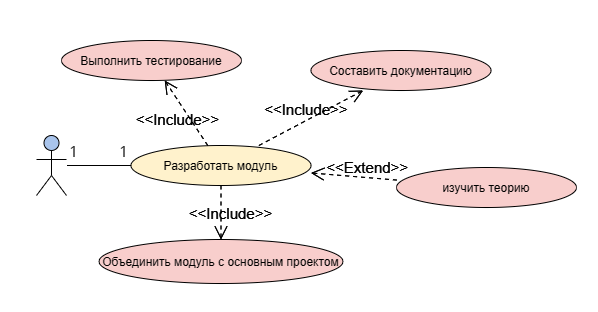 Выполнить тестирование
Составить документацию
<<Include>>
<<Include>>
1
1
Разработать модуль
<<Extend>>
изучить теорию
<<Include>>
Объединить модуль с основным проектом